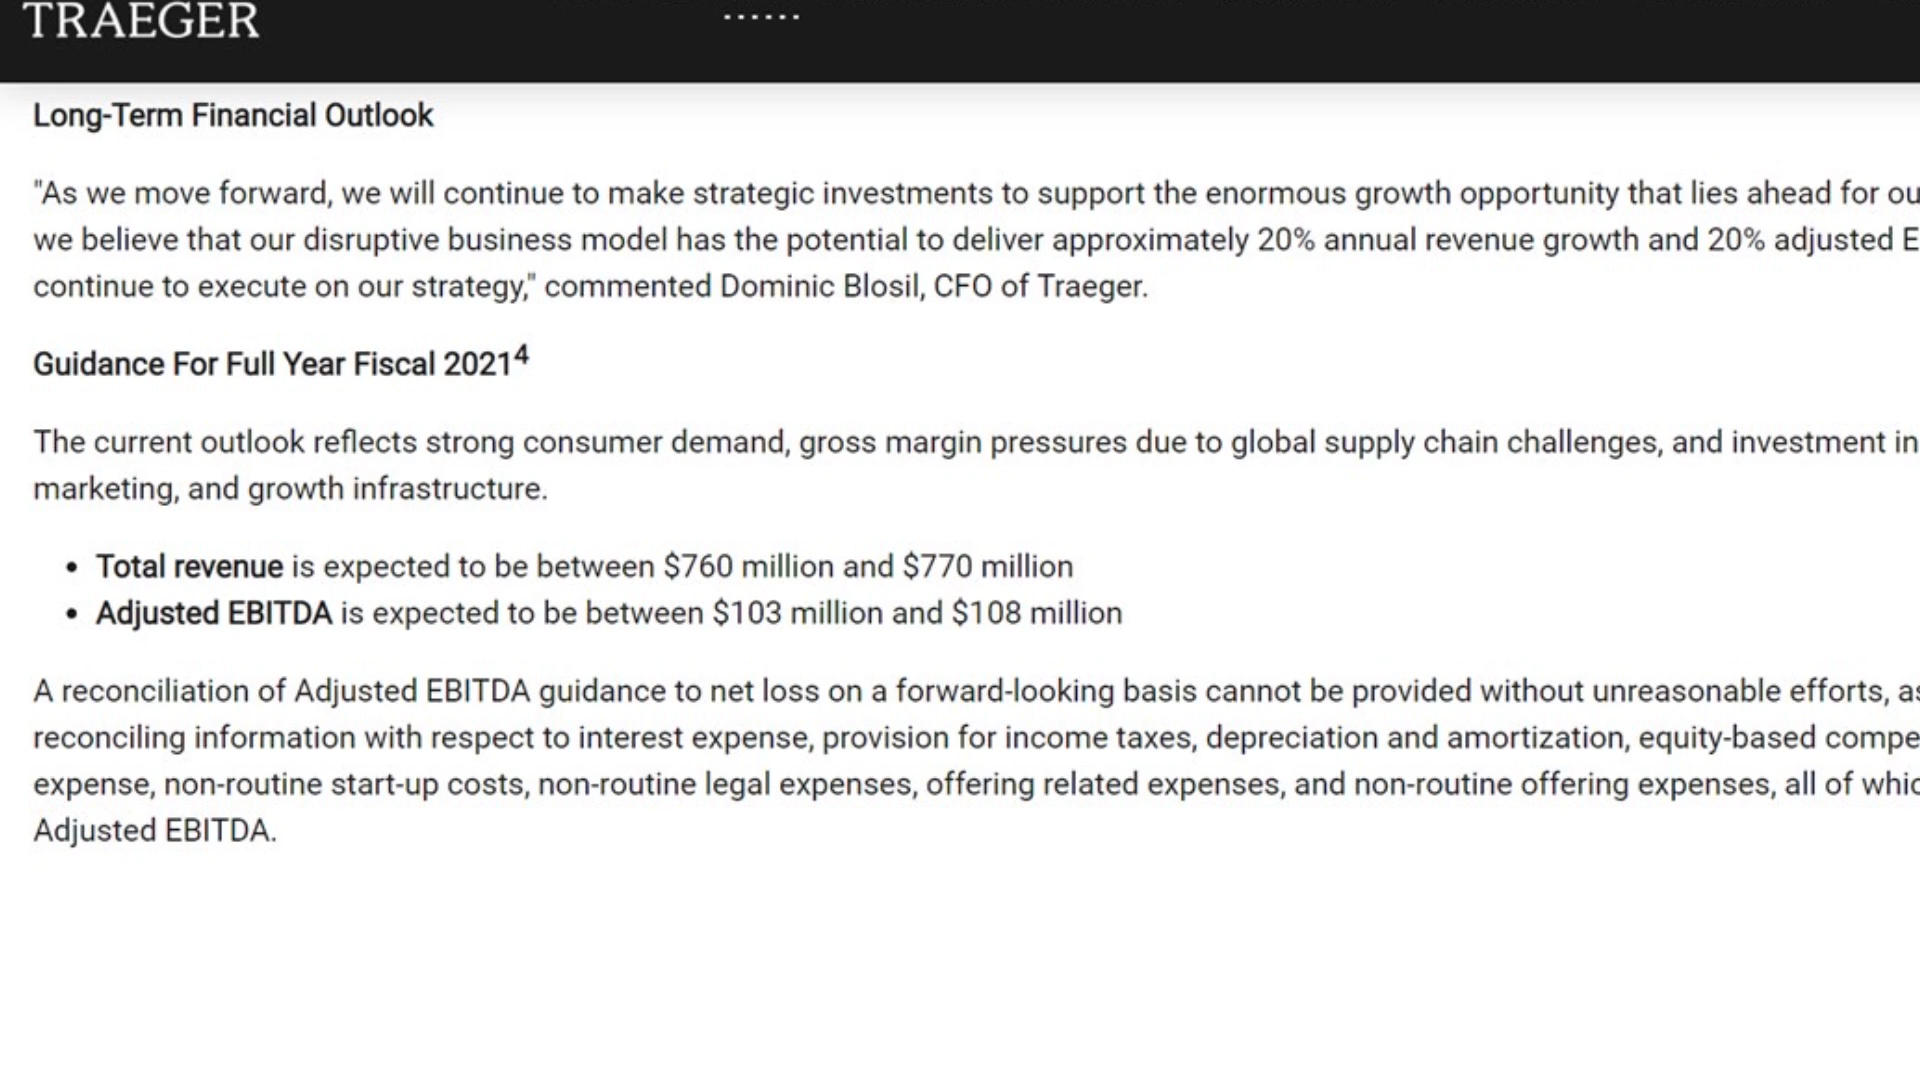 TRAEGER
Long-Term Financial Outlook
"As we move forward, we will continue to make strategic investments to support the enormous growth opportunity that lies ahead for
we believe that our disruptive business model has the potential to deliver approximately 20% annual revenue growth and 20% adjusted
continue to execute on our strategy," commented Dominic Blosil, CFO of Traeger.
Guidance For Full Year Fiscal 2021⁴
The current outlook reflects strong consumer demand, gross margin pressures due to global supply chain challenges, and investment in
marketing, and growth infrastructure.
• Total revenue is expected to be between $760 million and $770 million
• Adjusted EBITDA is expected to be between $103 million and $108 million
A reconciliation of Adjusted EBITDA guidance to net loss on a forward-looking basis cannot be provided without unreasonable efforts,
reconciling information with respect to interest expense, provision for income taxes, depreciation and amortization, equity-based
expense, non-routine start-up costs, non-routine legal expenses, offering related expenses, and non-routine offering expenses, all of
Adjusted EBITDA.